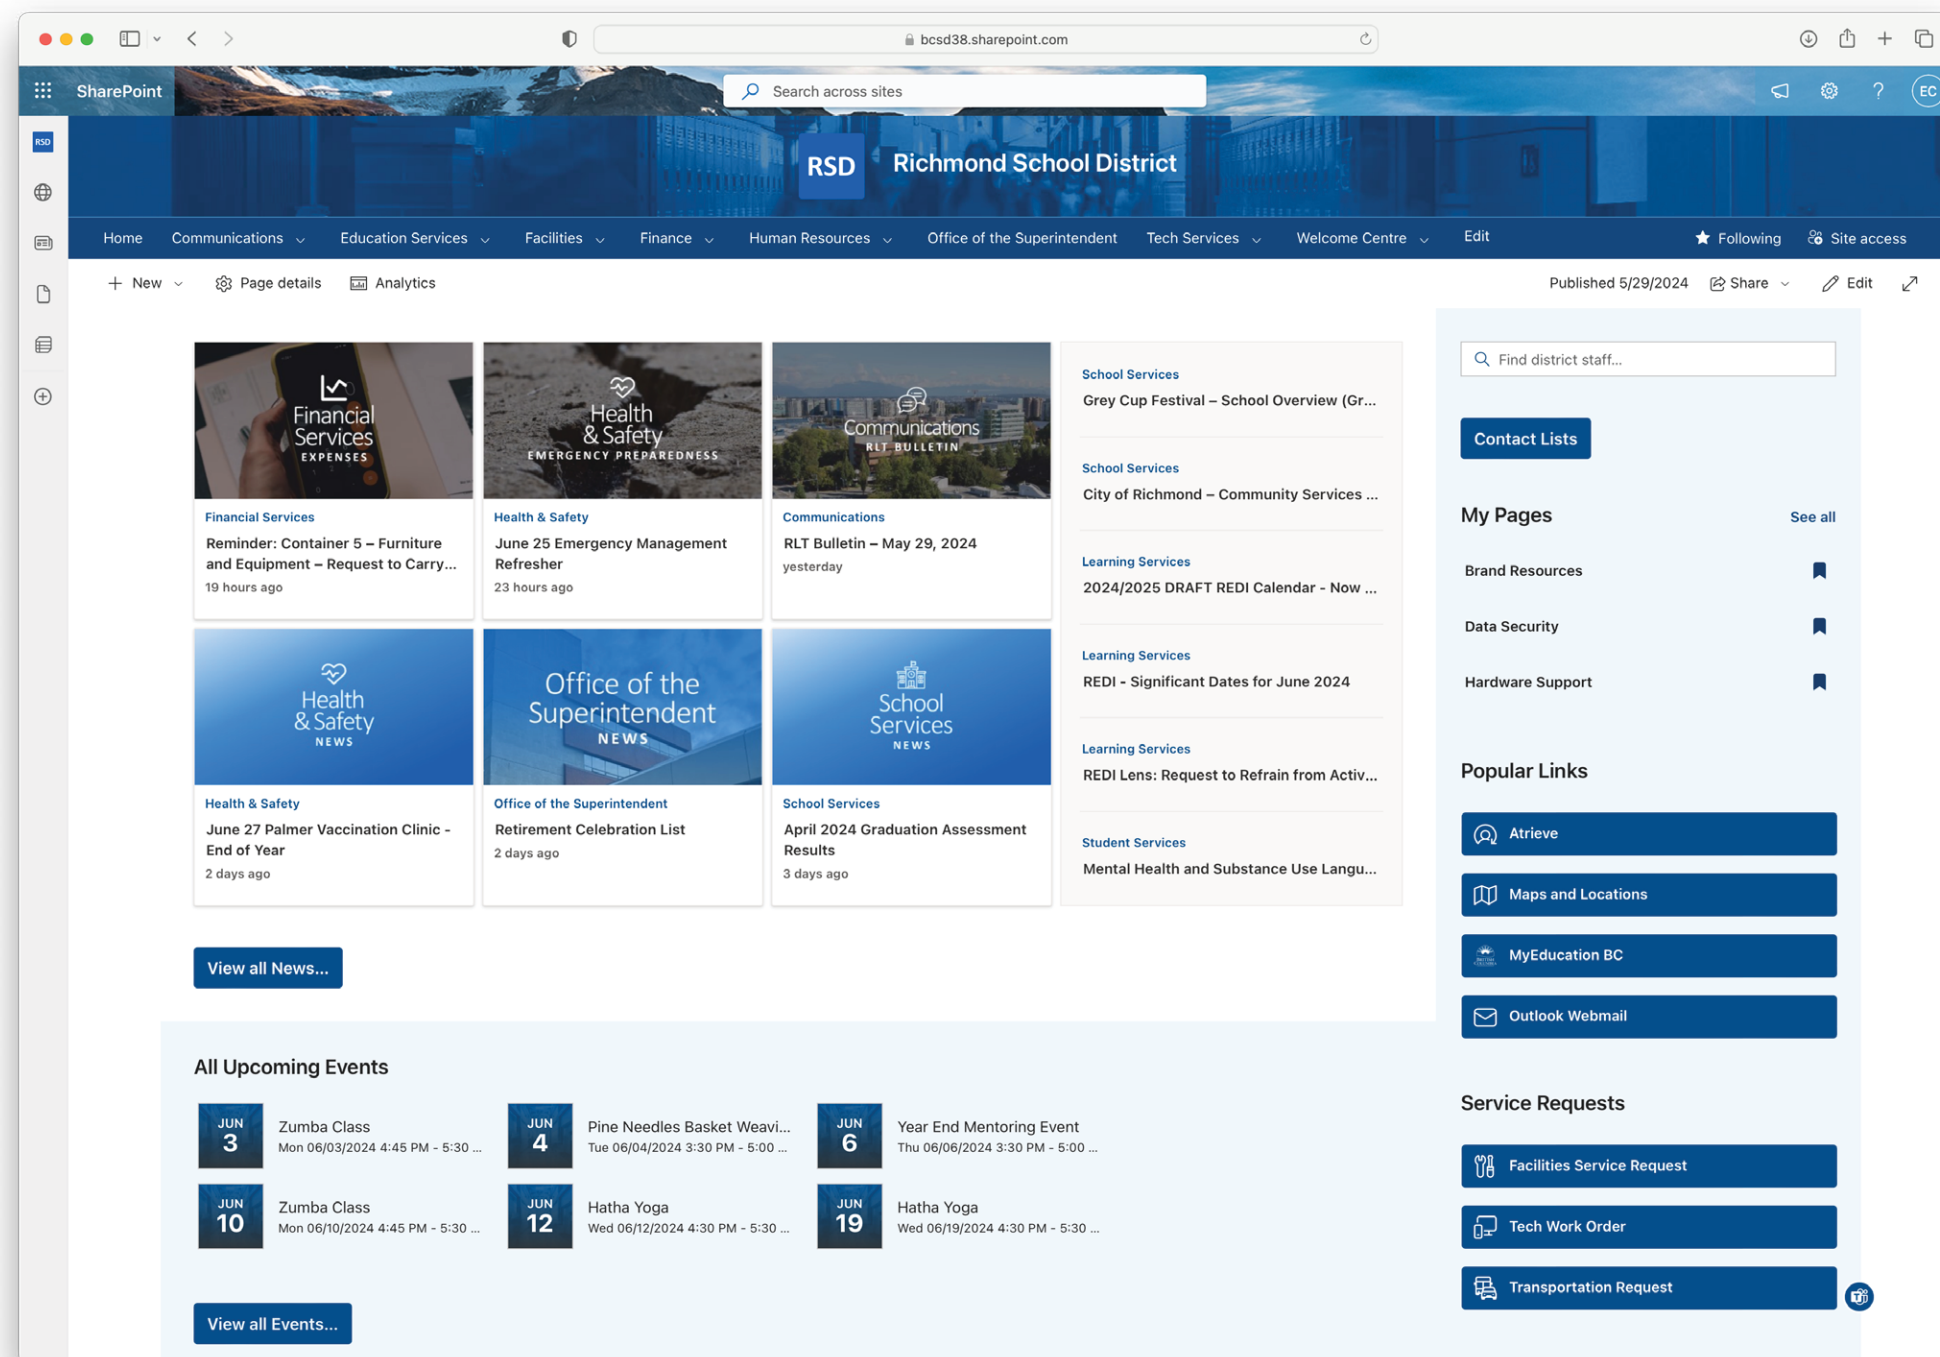 bcsd38.sharepoint.com
SharePoint
Search across sites
?
EC
RSD
RSD
Richmond School District
Home
Communications
Education Services
Facilities
Finance
Human Resources
Office of the Superintendent
Tech Services
Welcome Centre
Edit
Following
Site access
New
Page details
Analytics
Published 5/29/2024
Share
Edit
Financial
Services
EXPENSES
Financial Services
Reminder: Container 5 – Furniture
and Equipment – Request to Carry...
19 hours ago
Health
& Safety
EMERGENCY PREPAREDNESS
Health & Safety
June 25 Emergency Management
Refresher
23 hours ago
Communications
RLT BULLETIN
Communications
RLT Bulletin – May 29, 2024
yesterday
Health
& Safety
NEWS
Health & Safety
June 27 Palmer Vaccination Clinic -
End of Year
2 days ago
Office of the
Superintendent
NEWS
Office of the Superintendent
Retirement Celebration List
2 days ago
School
Services
NEWS
School Services
April 2024 Graduation Assessment
Results
3 days ago
School Services
Grey Cup Festival – School Overview (Gr...
School Services
City of Richmond – Community Services ...
Learning Services
2024/2025 DRAFT REDI Calendar - Now ...
Learning Services
REDI - Significant Dates for June 2024
Learning Services
REDI Lens: Request to Refrain from Activ...
Student Services
Mental Health and Substance Use Langu...
View all News...
All Upcoming Events
JUN
3
Zumba Class
Mon 06/03/2024 4:45 PM - 5:30 ...
JUN
4
Pine Needles Basket Weavi...
Tue 06/04/2024 3:30 PM - 5:00 ...
JUN
6
Year End Mentoring Event
Thu 06/06/2024 3:30 PM - 5:00 ...
JUN
10
Zumba Class
Mon 06/10/2024 4:45 PM - 5:30 ...
JUN
12
Hatha Yoga
Wed 06/12/2024 4:30 PM - 5:30 ...
JUN
19
Hatha Yoga
Wed 06/19/2024 4:30 PM - 5:30 ...
View all Events...
Find district staff...
Contact Lists
My Pages
See all
Brand Resources
Data Security
Hardware Support
Popular Links
Atrieve
Maps and Locations
MyEducation BC
Outlook Webmail
Service Requests
Facilities Service Request
Tech Work Order
Transportation Request